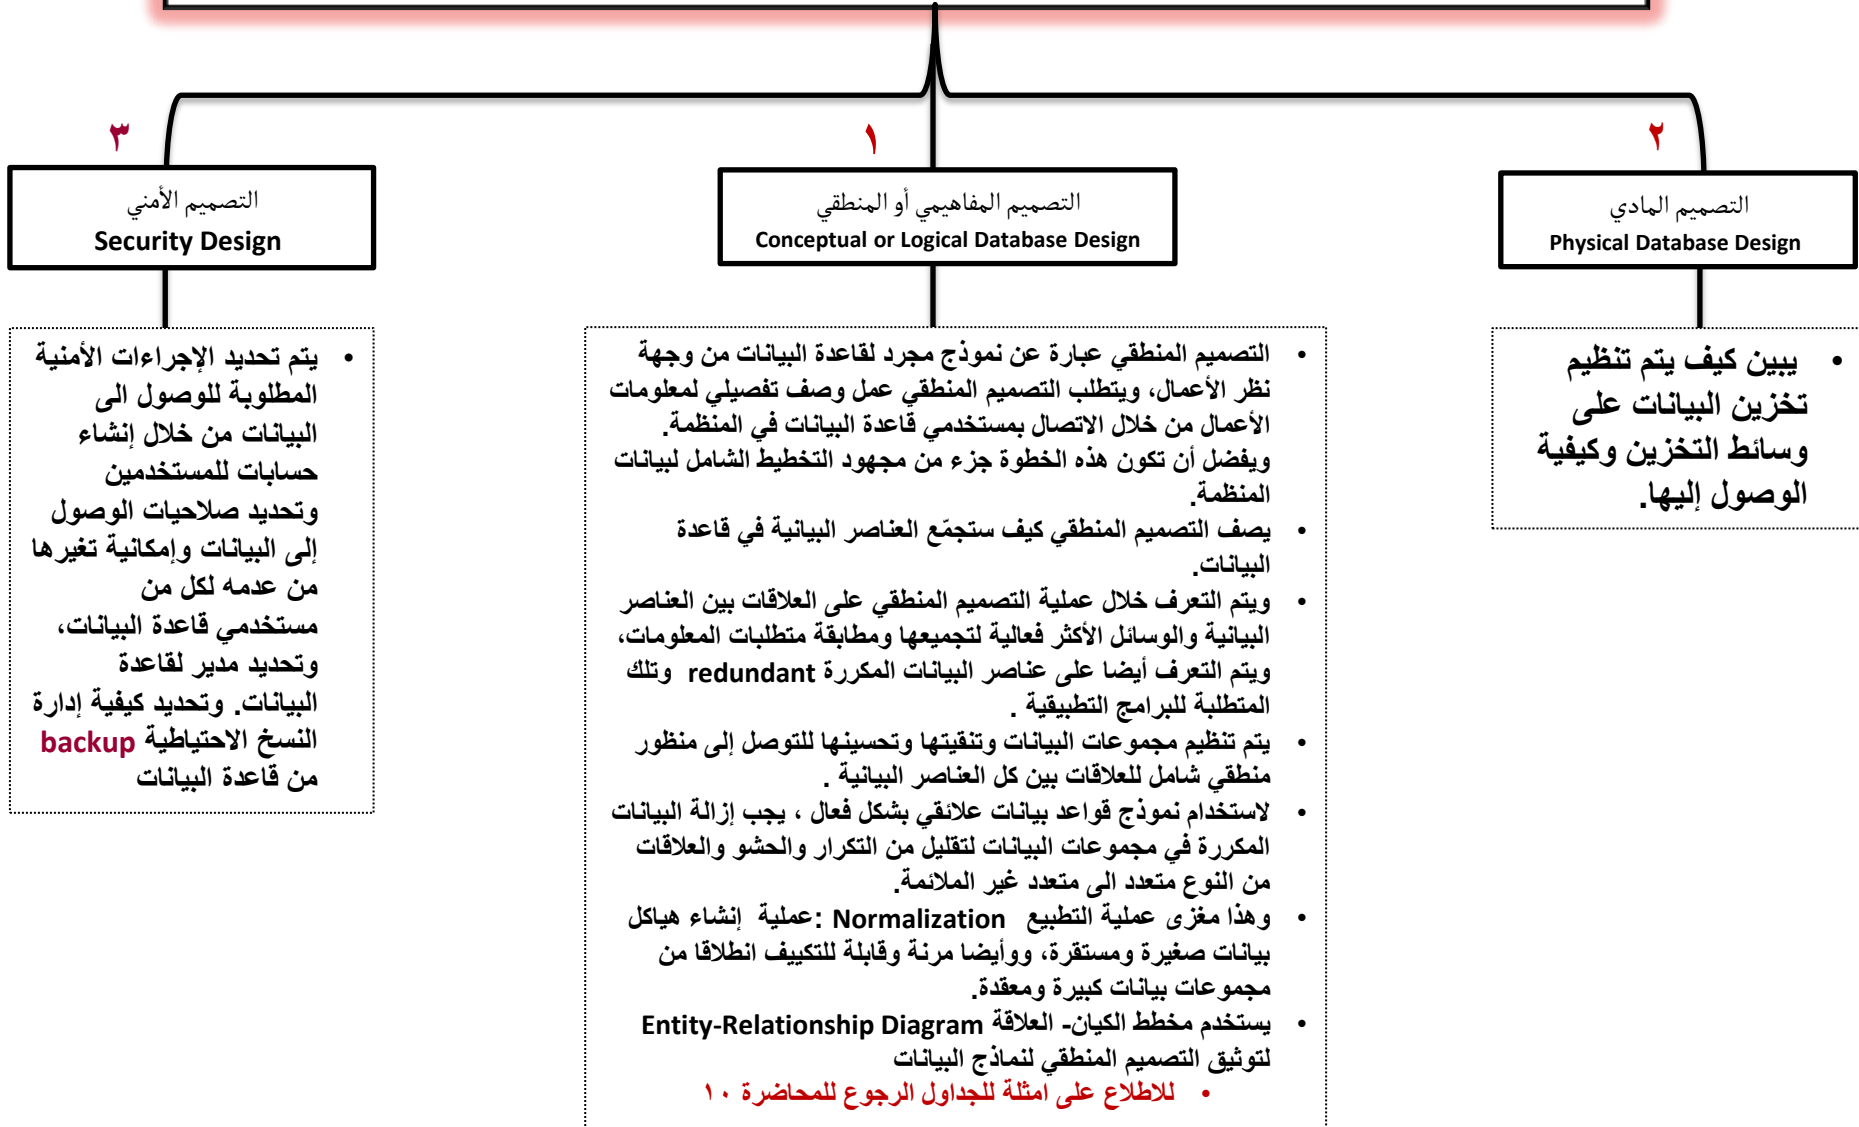 ٢
التصميم المادي
Physical Database Design
• يبين كيف يتم تنظيم
تخزين البيانات على
وسائط التخزين وكيفية
الوصول إليها.
١
التصميم المفاهيمي أو المنطقي
Conceptual or Logical Database Design
• التصميم المنطقي عبارة عن نموذج مجرد لقاعدة البيانات من وجهة
نظر الأعمال، ويتطلب التصميم المنطقي عمل وصف تفصيلي لمعلومات
الأعمال من خلال الاتصال بمستخدمي قاعدة البيانات في المنظمة.
ويفضل أن تكون هذه الخطوة جزء من مجهود التخطيط الشامل لبيانات
المنظمة.
• يصف التصميم المنطقي كيف ستجمّع العناصر البيانية في قاعدة
البيانات.
• ويتم التعرف خلال عملية التصميم المنطقي على العلاقات بين العناصر
البيانية والوسائل الأكثر فعالية لتجميعها ومطابقة متطلبات المعلومات،
ويتم التعرف أيضا على عناصر البيانات المكررة redundant وتلك
المتطلبة للبرامج التطبيقية .
• يتم تنظيم مجموعات البيانات وتنقيتها وتحسينها للتوصل إلى منظور
منطقي شامل للعلاقات بين كل العناصر البيانية .
• لاستخدام نموذج قواعد بيانات علائقي بشكل فعال ، يجب إزالة البيانات
المكررة في مجموعات البيانات لتقليل من التكرار والحشو والعلاقات
من النوع متعدد الى متعدد غير الملائمة.
• وهذا مغزى عملية التطبيع Normalization :عملية إنشاء هياكل
بيانات صغيرة ومستقرة، ووأيضا مرنة وقابلة للتكييف انطلاقا من
مجموعات بيانات كبيرة ومعقدة.
• يستخدم مخطط الكيان- العلاقة Entity-Relationship Diagram
لتوثيق التصميم المنطقي لنماذج البيانات
• للاطلاع على امثلة للجداول الرجوع للمحاضرة ١٠
٣
التصميم الأمني
Security Design
• يتم تحديد الإجراءات الأمنية
المطلوبة للوصول الى
البيانات من خلال إنشاء
حسابات للمستخدمين
وتحديد صلاحيات الوصول
إلى البيانات وإمكانية تغيرها
من عدمه لكل من
مستخدمي قاعدة البيانات،
وتحديد مدير لقاعدة
البيانات. وتحديد كيفية إدارة
النسخ الاحتياطية backup
من قاعدة البيانات